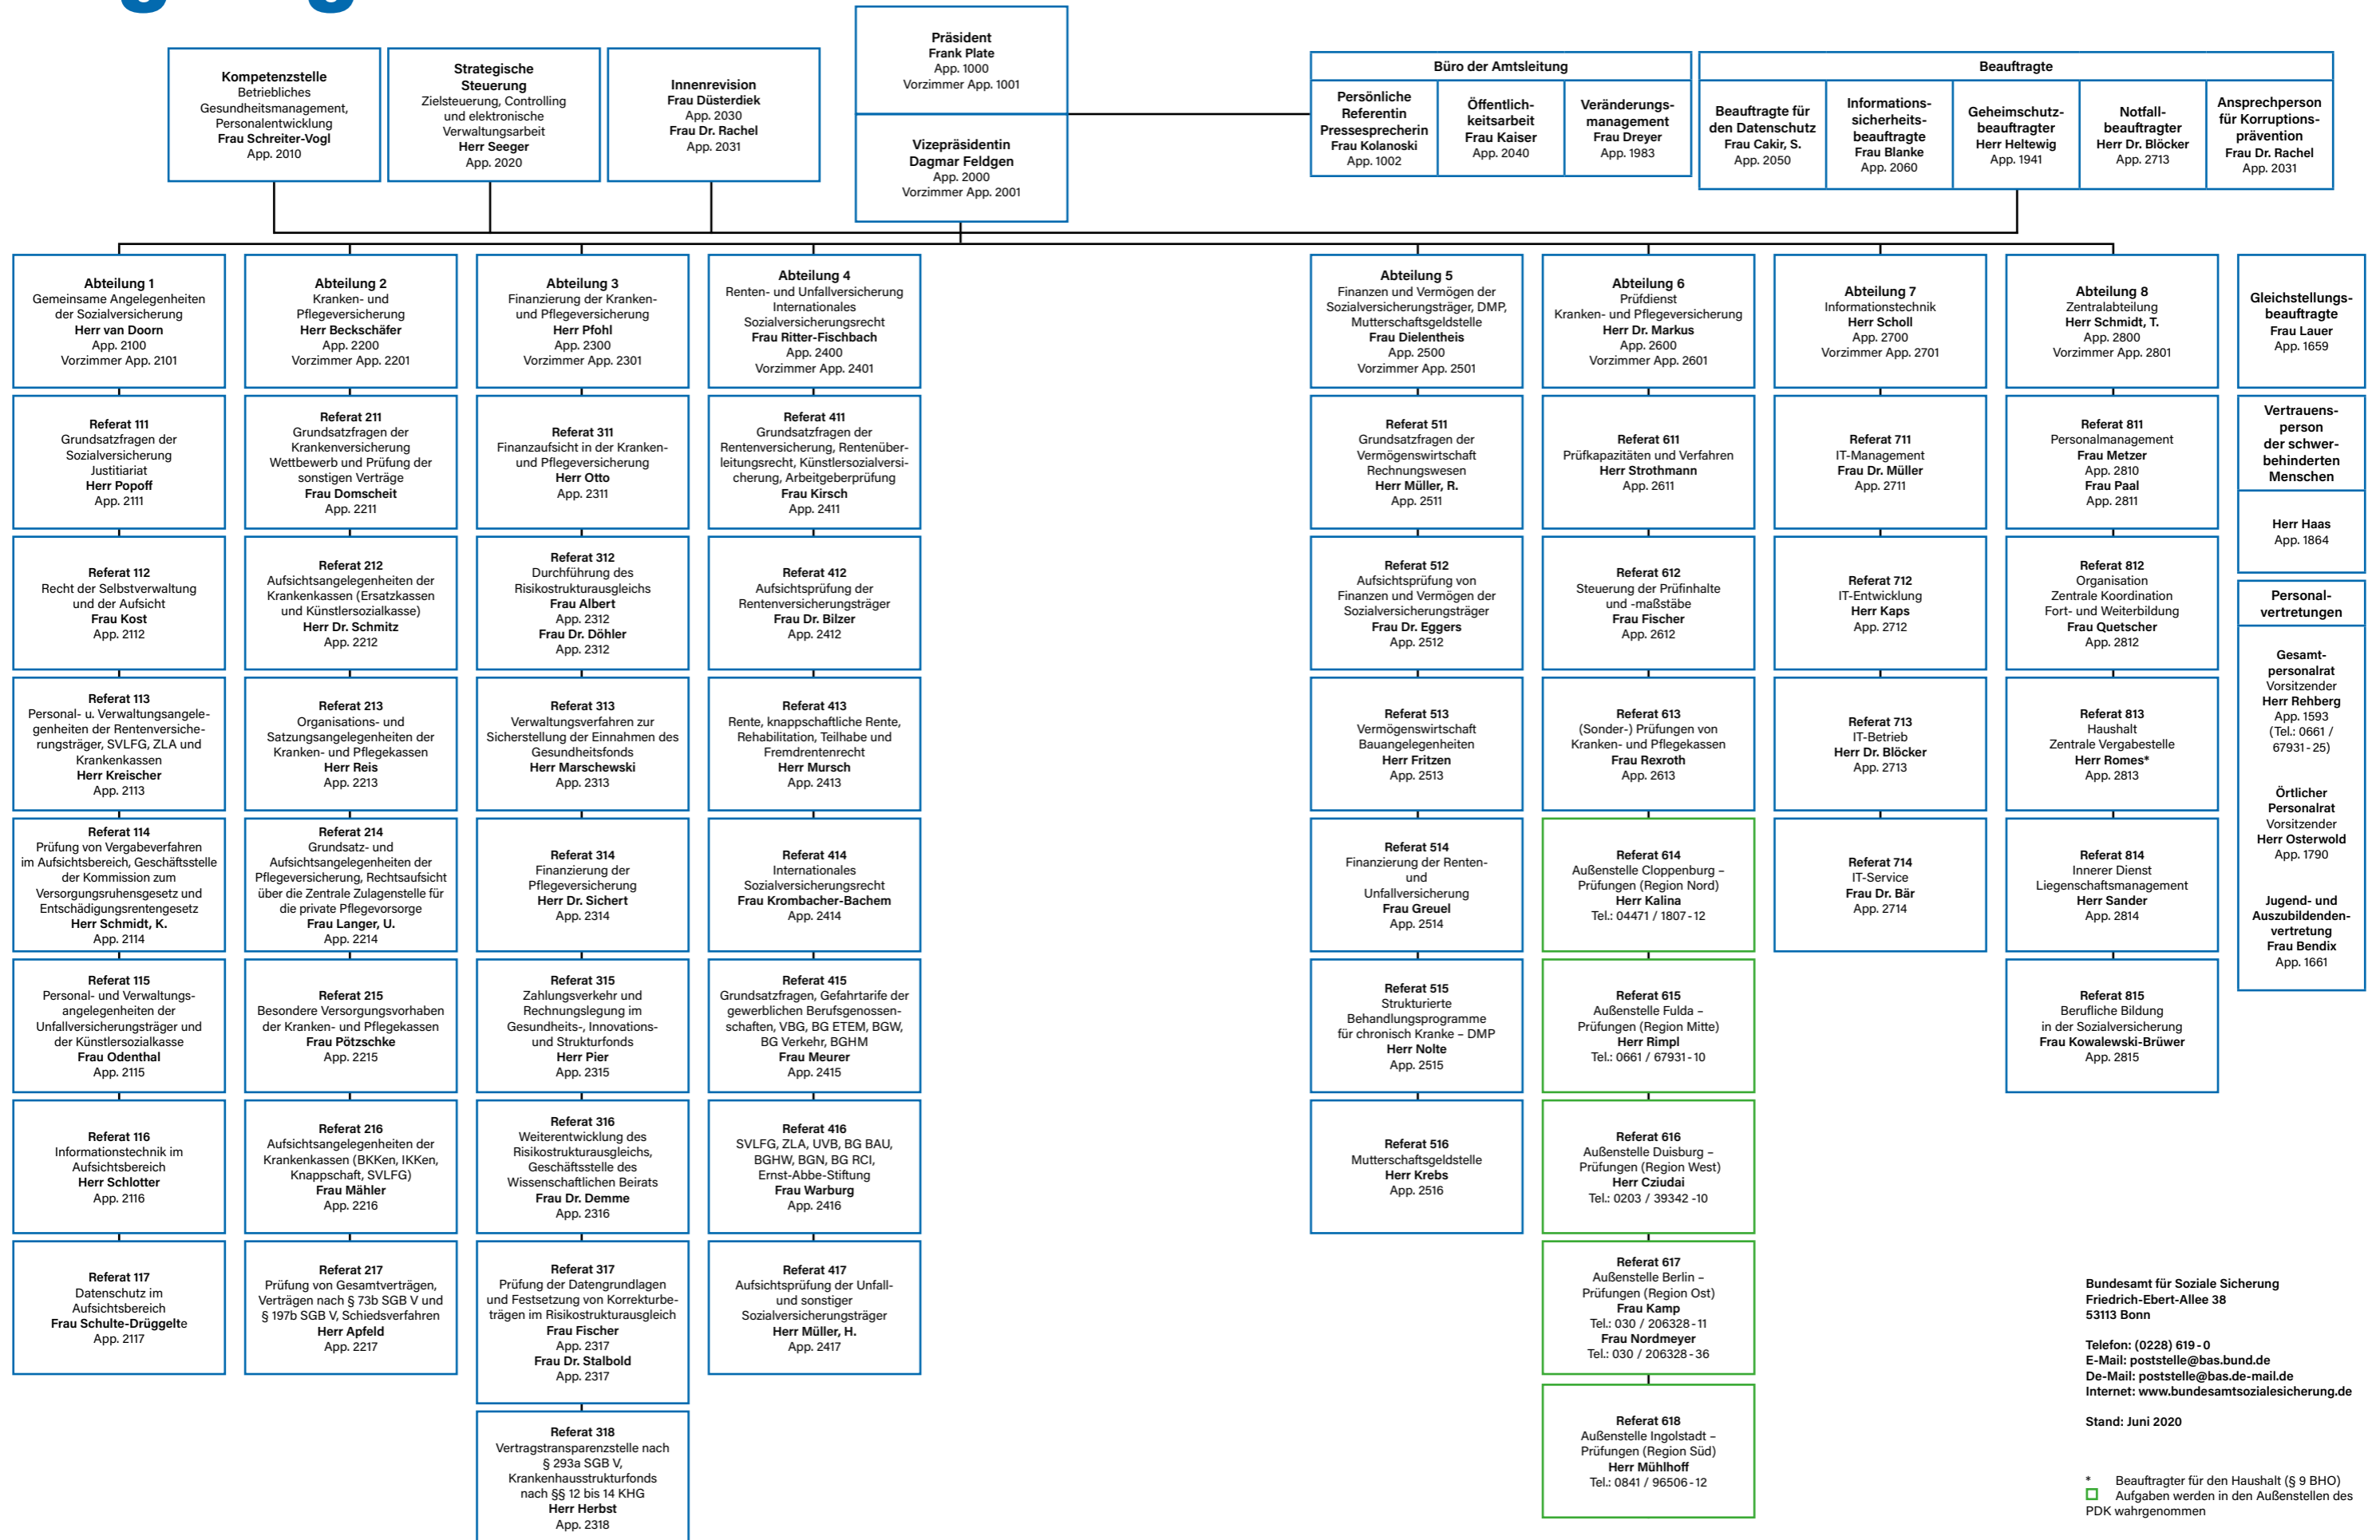 Präsident
Frank Plate
App. 1000
Vorzimmer App. 1001
Vizepräsidentin
Dagmar Feldgen
App. 2000
Vorzimmer App. 2001
Kompetenzstelle
Betriebliches
Gesundheitsmanagement,
Personalentwicklung
Frau Schreiter-Vogl
App. 2010
Strategische
Steuerung
Zielsteuerung, Controlling
und elektronische
Verwaltungsarbeit
Herr Seeger
App. 2020
Innenrevision
Frau Düsterdiek
App. 2030
Frau Dr. Rachel
App. 2031
Büro der Amtsleitung
Persönliche
Referentin
Pressesprecherin
Frau Kolanoski
App. 1002
Öffentlich-
keitsarbeit
Frau Kaiser
App. 2040
Veränderungs-
management
Frau Dreyer
App. 1983
Beauftragte
Beauftragte für
den Datenschutz
Frau Cakir, S.
App. 2050
Informations-
sicherheits-
beauftragte
Frau Blanke
App. 2060
Geheimschutz-
beauftragter
Herr Heltewig
App. 1941
Notfall-
beauftragter
Herr Dr. Blöcker
App. 2713
Ansprechperson
für Korruptions-
prävention
Frau Dr. Rachel
App. 2031
Abteilung 1
Gemeinsame Angelegenheiten
der Sozialversicherung
Herr van Doorn
App. 2100
Vorzimmer App. 2101
Referat 111
Grundsatzfragen der
Sozialversicherung
Justitiariat
Herr Popoff
App. 2111
Referat 112
Recht der Selbstverwaltung
und der Aufsicht
Frau Kost
App. 2112
Referat 113
Personal- u. Verwaltungsangele-
genheiten der Rentenversiche-
rungsträger, SVLFG, ZLA und
Krankenkassen
Herr Kreischer
App. 2113
Referat 114
Prüfung von Vergabeverfahren
im Aufsichtsbereich, Geschäftsstelle
der Kommission zum
Versorgungsruhensgesetz und
Entschädigungsrentengesetz
Herr Schmidt, K.
App. 2114
Referat 115
Personal- und Verwaltungs-
angelegenheiten der
Unfallversicherungsträger und
der Künstlersozialkasse
Frau Odenthal
App. 2115
Referat 116
Informationstechnik im
Aufsichtsbereich
Herr Schlotter
App. 2116
Referat 117
Datenschutz im
Aufsichtsbereich
Frau Schulte-Drüggelte
App. 2117
Abteilung 2
Kranken- und
Pflegeversicherung
Herr Beckschäfer
App. 2200
Vorzimmer App. 2201
Referat 211
Grundsatzfragen der
Krankenversicherung
Wettbewerb und Prüfung der
sonstigen Verträge
Frau Domscheit
App. 2211
Referat 212
Aufsichtsangelegenheiten der
Krankenkassen (Ersatzkassen
und Künstlersozialkasse)
Herr Dr. Schmitz
App. 2212
Referat 213
Organisations- und
Satzungsangelegenheiten der
Kranken- und Pflegekassen
Herr Reis
App. 2213
Referat 214
Grundsatz- und
Aufsichtsangelegenheiten der
Pflegeversicherung, Rechtsaufsicht
über die Zentrale Zulagenstelle für
die private Pflegevorsorge
Frau Langer, U.
App. 2214
Referat 215
Besondere Versorgungsvorhaben
der Kranken- und Pflegekassen
Frau Pötzschke
App. 2215
Referat 216
Aufsichtsangelegenheiten der
Krankenkassen (BKKen, IKKen,
Knappschaft, SVLFG)
Frau Mähler
App. 2216
Referat 217
Prüfung von Gesamtverträgen,
Verträgen nach § 73b SGB V und
§ 197b SGB V, Schiedsverfahren
Herr Apfeld
App. 2217
Abteilung 3
Finanzierung der Kranken-
und Pflegeversicherung
Herr Pfohl
App. 2300
Vorzimmer App. 2301
Referat 311
Finanzaufsicht in der Kranken-
und Pflegeversicherung
Herr Otto
App. 2311
Referat 312
Durchführung des
Risikostrukturausgleichs
Frau Albert
App. 2312
Frau Dr. Döhler
App. 2312
Referat 313
Verwaltungsverfahren zur
Sicherstellung der Einnahmen des
Gesundheitsfonds
Herr Marschewski
App. 2313
Referat 314
Finanzierung der
Pflegeversicherung
Herr Dr. Sichert
App. 2314
Referat 315
Zahlungsverkehr und
Rechnungslegung im
Gesundheits-, Innovations-
und Strukturfonds
Herr Pier
App. 2315
Referat 316
Weiterentwicklung des
Risikostrukturausgleichs,
Geschäftsstelle des
Wissenschaftlichen Beirats
Frau Dr. Demme
App. 2316
Referat 317
Prüfung der Datengrundlagen
und Festsetzung von Korrekturbe-
trägen im Risikostrukturausgleich
Frau Fischer
App. 2317
Frau Dr. Stalbold
App. 2317
Referat 318
Vertragstransparenzstelle nach
§ 293a SGB V,
Krankenhausstrukturfonds
nach §§ 12 bis 14 KHG
Herr Herbst
App. 2318
Abteilung 4
Renten- und Unfallversicherung
Internationales
Sozialversicherungsrecht
Frau Ritter-Fischbach
App. 2400
Vorzimmer App. 2401
Referat 411
Grundsatzfragen der
Rentenversicherung, Rentenüber-
leitungsrecht, Künstlersozialversi-
cherung, Arbeitgeberprüfung
Frau Kirsch
App. 2411
Referat 412
Aufsichtsprüfung der
Rentenversicherungsträger
Frau Dr. Bilzer
App. 2412
Referat 413
Rente, knappschaftliche Rente,
Rehabilitation, Teilhabe und
Fremdrentenrecht
Herr Mursch
App. 2413
Referat 414
Internationales
Sozialversicherungsrecht
Frau Krombacher-Bachem
App. 2414
Referat 415
Grundsatzfragen, Gefahrtarife der
gewerblichen Berufsgenossen-
schaften, VBG, BG ETEM, BGW,
BG Verkehr, BGHM
Frau Meurer
App. 2415
Referat 416
SVLFG, ZLA, UVB, BG BAU,
BGHW, BGN, BG RCI,
Ernst-Abbe-Stiftung
Frau Warburg
App. 2416
Referat 417
Aufsichtsprüfung der Unfall-
und sonstiger
Sozialversicherungsträger
Herr Müller, H.
App. 2417
Abteilung 5
Finanzen und Vermögen der
Sozialversicherungsträger, DMP,
Mutterschaftsgeldstelle
Frau Dielentheis
App. 2500
Vorzimmer App. 2501
Referat 511
Grundsatzfragen der
Vermögenswirtschaft
Rechnungswesen
Herr Müller, R.
App. 2511
Referat 512
Aufsichtsprüfung von
Finanzen und Vermögen der
Sozialversicherungsträger
Frau Dr. Eggers
App. 2512
Referat 513
Vermögenswirtschaft
Bauangelegenheiten
Herr Fritzen
App. 2513
Referat 514
Finanzierung der Renten-
und
Unfallversicherung
Frau Greuel
App. 2514
Referat 515
Strukturierte
Behandlungsprogramme
für chronisch Kranke – DMP
Herr Nolte
App. 2515
Referat 516
Mutterschaftsgeldstelle
Herr Krebs
App. 2516
Abteilung 6
Prüfdienst
Kranken- und Pflegeversicherung
Herr Dr. Markus
App. 2600
Vorzimmer App. 2601
Referat 611
Prüfkapazitäten und Verfahren
Herr Strothmann
App. 2611
Referat 612
Steuerung der Prüfinhalte
und -maßstäbe
Frau Fischer
App. 2612
Referat 613
(Sonder-) Prüfungen von
Kranken- und Pflegekassen
Frau Rexroth
App. 2613
Referat 614
Außenstelle Cloppenburg –
Prüfungen (Region Nord)
Herr Kalina
Tel.: 04471 / 1807-12
Referat 615
Außenstelle Fulda –
Prüfungen (Region Mitte)
Herr Rimpl
Tel.: 0661 / 67931-10
Referat 616
Außenstelle Duisburg –
Prüfungen (Region West)
Herr Cziudai
Tel.: 0203 / 39342 -10
Referat 617
Außenstelle Berlin –
Prüfungen (Region Ost)
Frau Kamp
Tel.: 030 / 206328-11
Frau Nordmeyer
Tel.: 030 / 206328-36
Referat 618
Außenstelle Ingolstadt –
Prüfungen (Region Süd)
Herr Mühlhoff
Tel.: 0841 / 96506-12
Abteilung 7
Informationstechnik
Herr Scholl
App. 2700
Vorzimmer App. 2701
Referat 711
IT-Management
Frau Dr. Müller
App. 2711
Referat 712
IT-Entwicklung
Herr Kaps
App. 2712
Referat 713
IT-Betrieb
Herr Dr. Blöcker
App. 2713
Referat 714
IT-Service
Frau Dr. Bär
App. 2714
Abteilung 8
Zentralabteilung
Herr Schmidt, T.
App. 2800
Vorzimmer App. 2801
Referat 811
Personalmanagement
Frau Metzer
App. 2810
Frau Paal
App. 2811
Referat 812
Organisation
Zentrale Koordination
Fort- und Weiterbildung
Frau Quetscher
App. 2812
Referat 813
Haushalt
Zentrale Vergabestelle
Herr Romes*
App. 2813
Referat 814
Innerer Dienst
Liegenschaftsmanagement
Herr Sander
App. 2814
Referat 815
Berufliche Bildung
in der Sozialversicherung
Frau Kowalewski-Brüwer
App. 2815
Gleichstellungs-
beauftragte
Frau Lauer
App. 1659
Vertrauens-
person
der schwer-
behinderten
Menschen
Herr Haas
App. 1864
Personal-
vertretungen
Gesamt-
personalrat
Vorsitzender
Herr Rehberg
App. 1593
(Tel.: 0661 /
67931-25)
Örtlicher
Personalrat
Vorsitzender
Herr Osterwold
App. 1790
Jugend- und
Auszubildenden-
vertretung
Frau Bendix
App. 1661
Bundesamt für Soziale Sicherung
Friedrich-Ebert-Allee 38
53113 Bonn
Telefon: (0228) 619-0
E-Mail: poststelle@bas.bund.de
De-Mail: poststelle@bas.de-mail.de
Internet: www.bundesamtsozialesicherung.de
Stand: Juni 2020
* Beauftragter für den Haushalt (§ 9 BHO)
Aufgaben werden in den Außenstellen des
PDK wahrgenommen